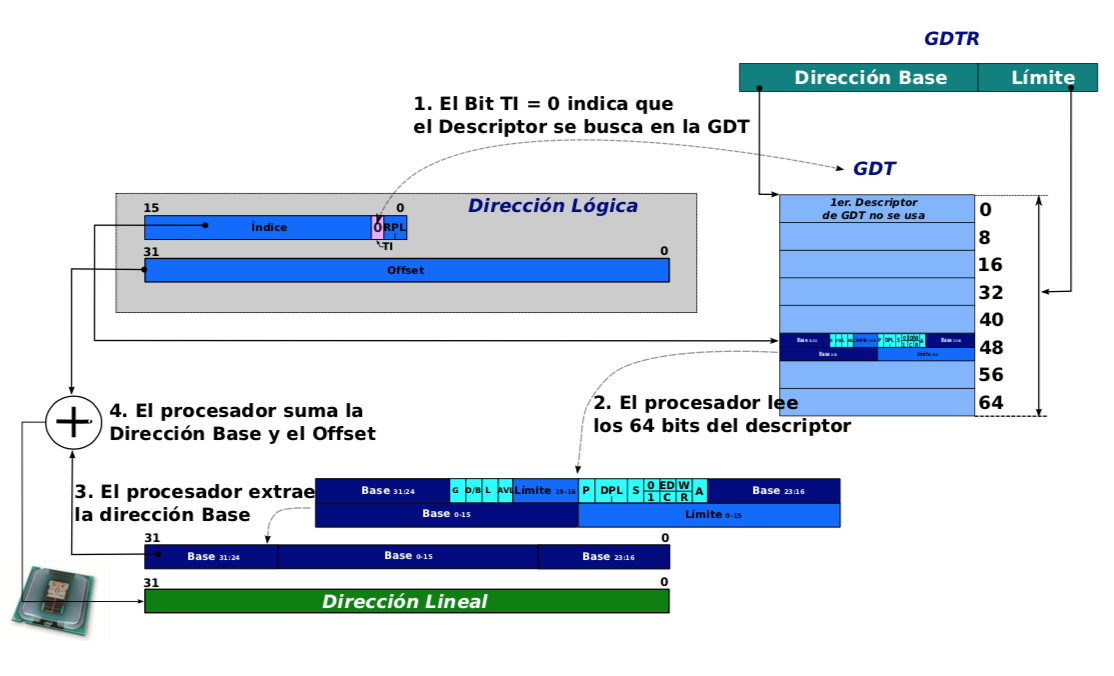 GDTR
Dirección Base Límite
1. El Bit TI = 0 indica que
el Descriptor se busca en la GDT
GDT
Dirección Lógica
15 0
Índice 0 RPL
TI
31 0
Offset
1er. Descriptor
de GDT no se usa
0
8
16
32
40
48
56
64
2. El procesador lee
los 64 bits del descriptor
4. El procesador suma la
Dirección Base y el Offset
3. El procesador extrae
la dirección Base
Base 31:24 G D/B L AVL Límite 19-16 P DPL S 0 ED W A Base 23:16
1 C R
Base 0-15 Límite 0-15
31 0
Base 31:24 Base 0-15 Base 23:16
31 0
Dirección Lineal